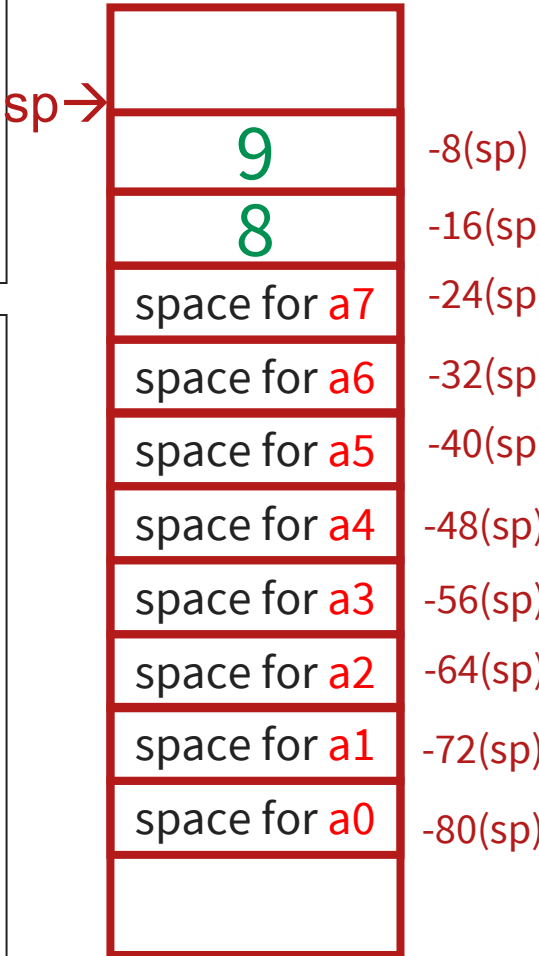 sp→
9 -8(sp)
8 -16(sp
space for a7 -24(sp
space for a6 -32(sp
space for a5 -40(sp
space for a4 -48(sp)
space for a3 -56(sp)
space for a2 -64(sp)
space for a1 -72(sp)
space for a0 -80(sp)